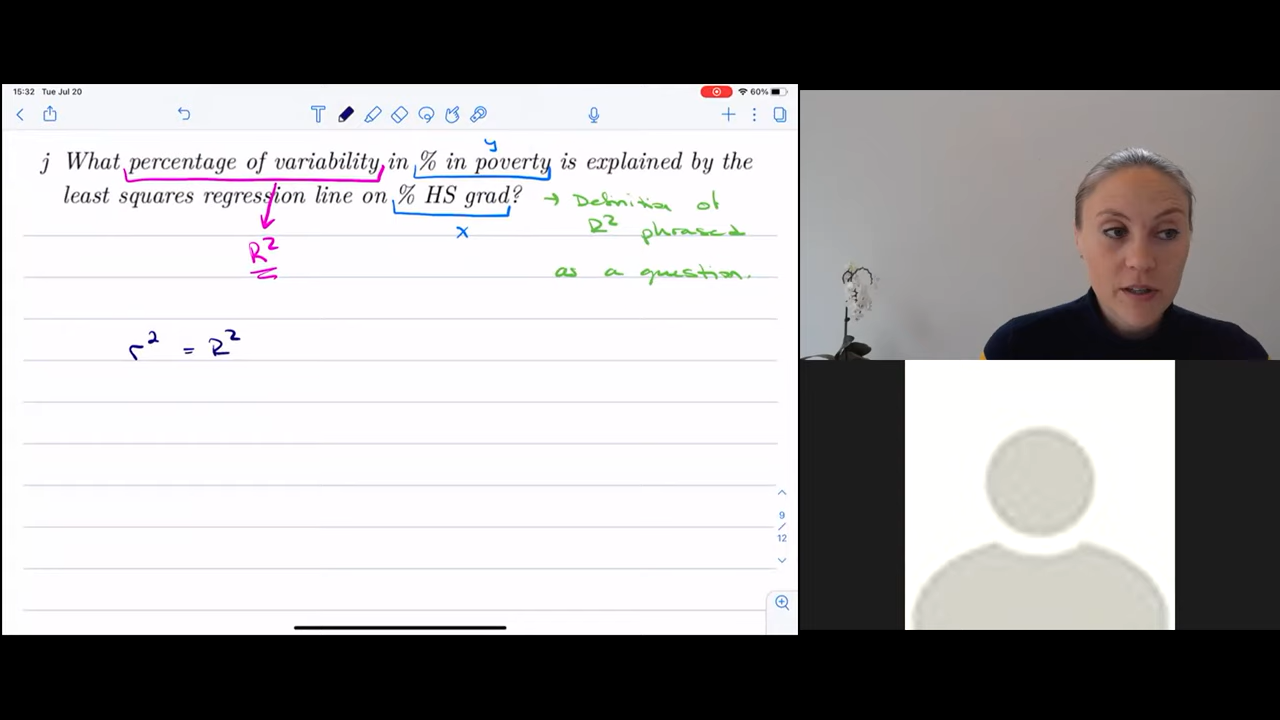 15:32 Tue Jul 20
60%
T
y
j What percentage of variability in % in poverty is explained by the
least squares regression line on % HS grad?
→ Definition of
R² phrased
x
R²
as a question.
r² = R²
9
/
12